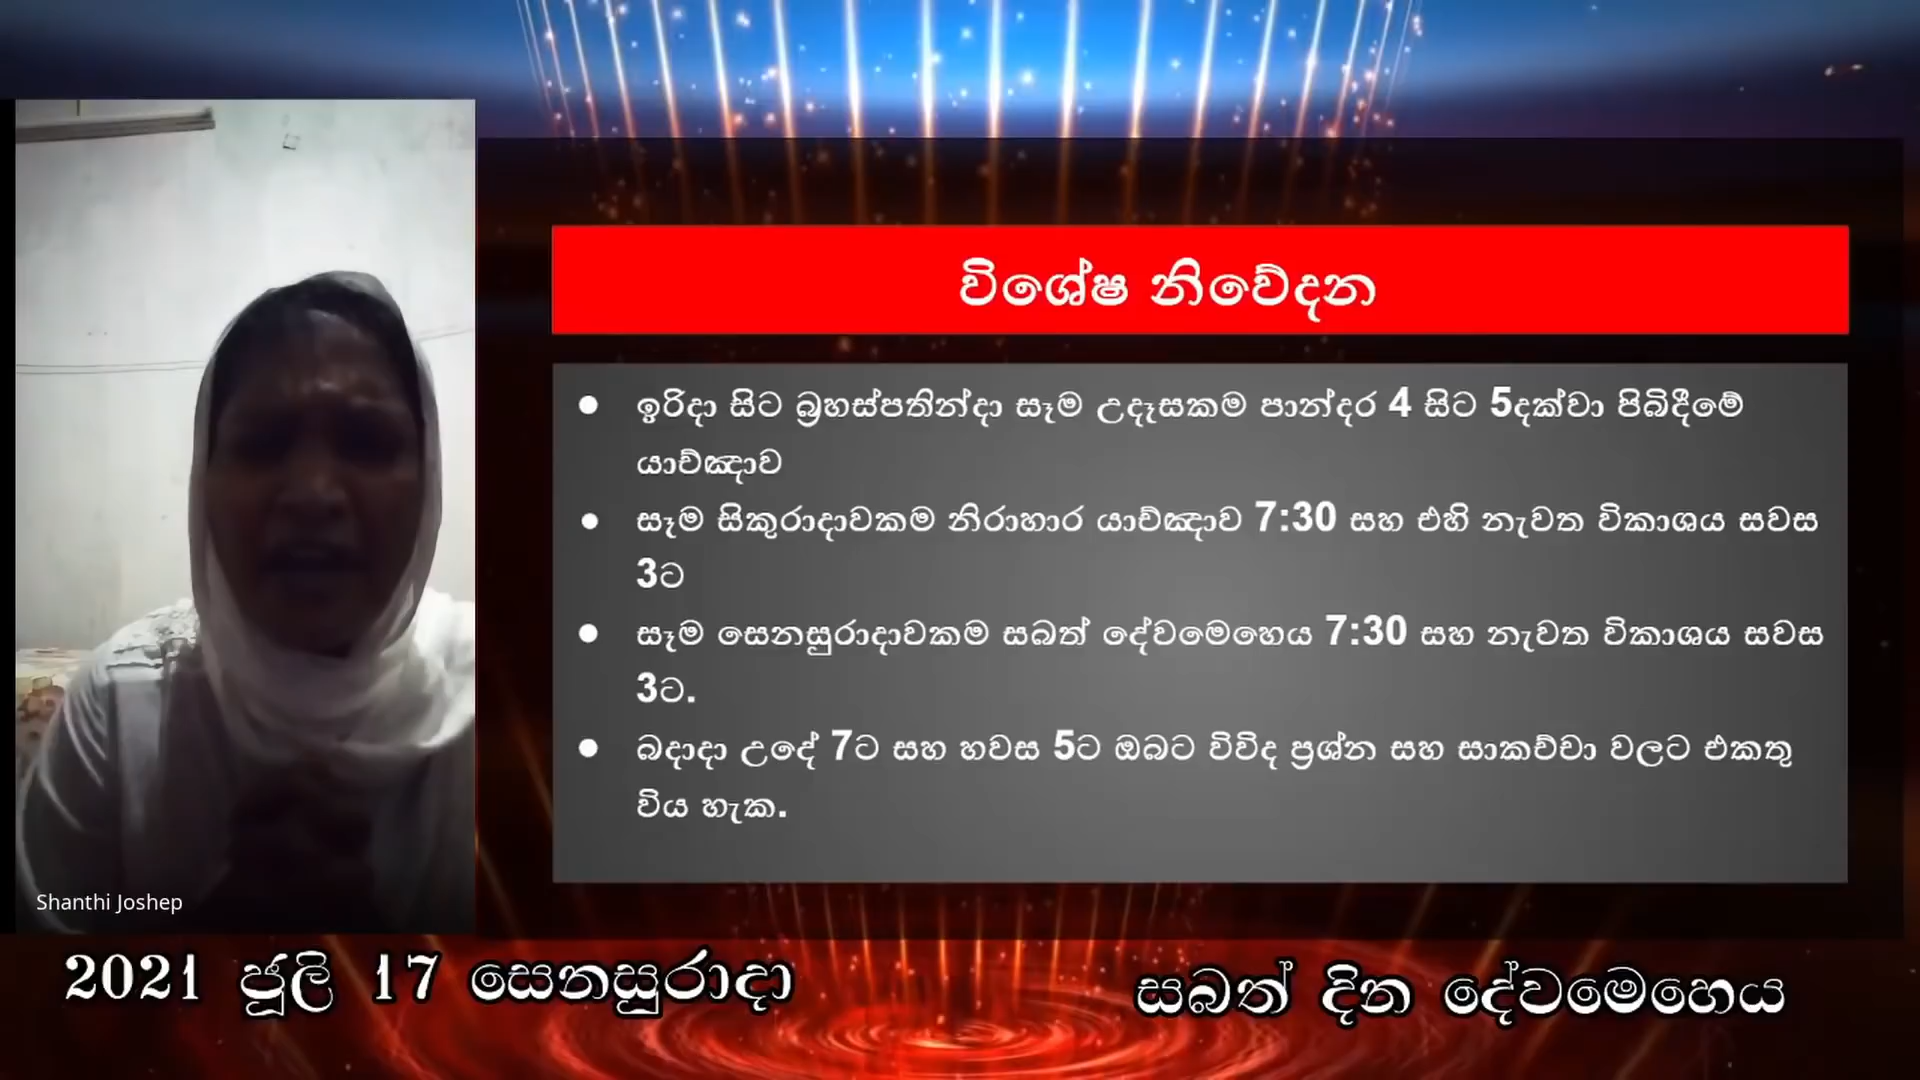 විශේෂ නිවේදන
● ඉරිදා සිට බ්‍රහස්පතින්දා සෑම උදෑසකම පාන්දර 4 සිට 5දක්වා පිබිදීමේ
යාච්ඤාව
● සෑම සිකුරාදාවකම නිරාහාර යාච්ඤාව 7:30 සහ එහි නැවත විකාශය සවස
3ට
● සෑම සෙනසුරාදාවකම සබත් දේවමෙහෙය 7:30 සහ නැවත විකාශය සවස
3ට.
● බදාදා උදේ 7ට සහ හවස 5ට ඔබට විවිද ප්‍රශ්න සහ සාකච්චා වලට එකතු
විය හැක.
Shanthi Joshep
2021 ජූලි 17 සෙනසුරාදා
සබත් දින දේවමෙහෙය